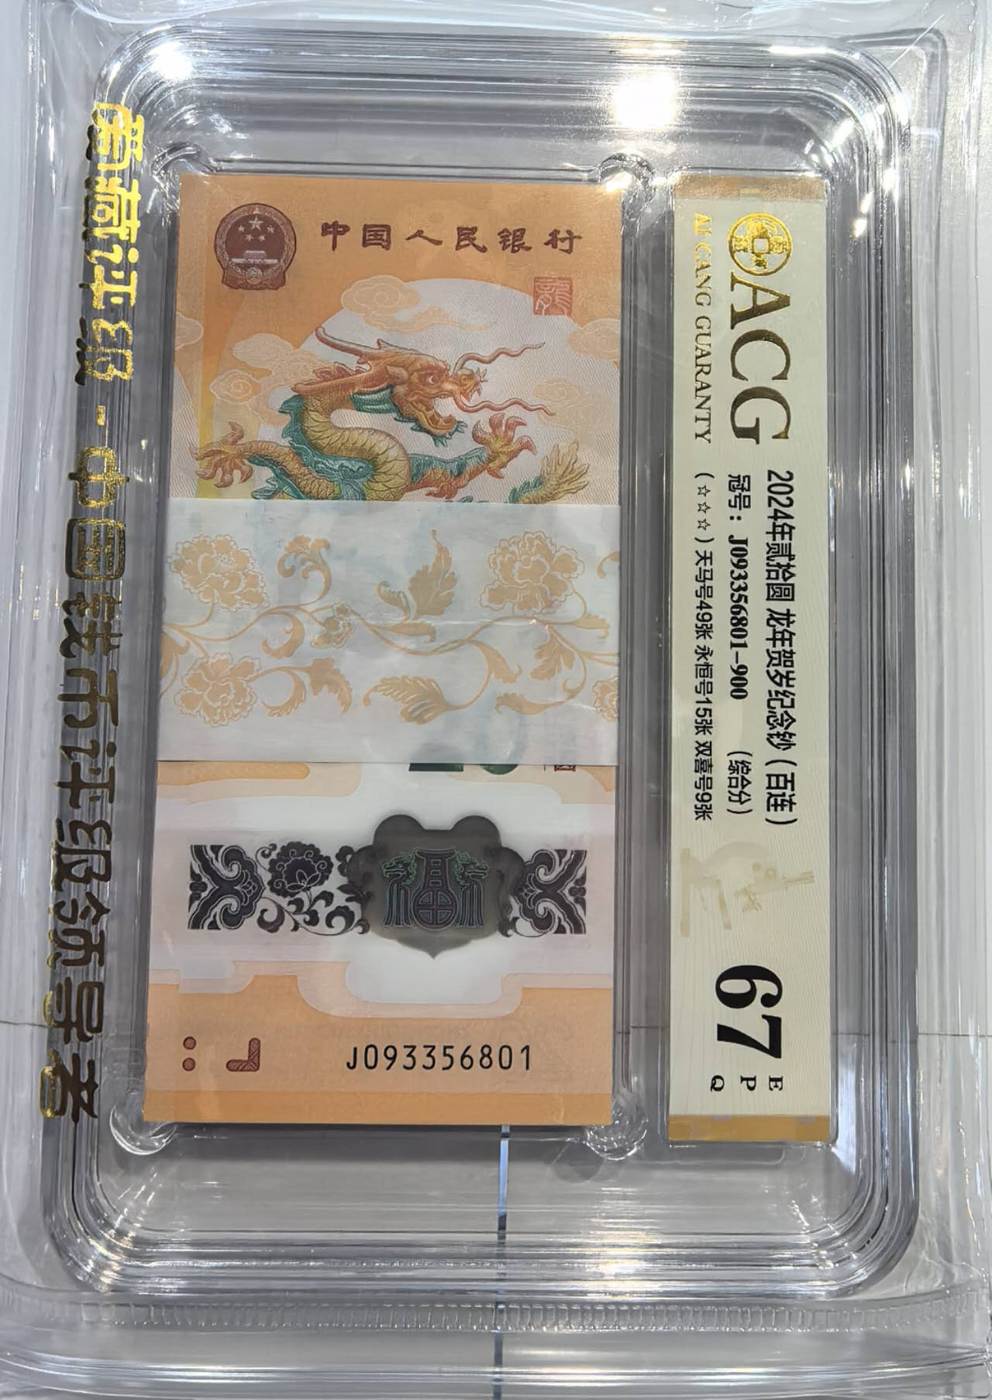 爱藏评级 - 中国钱币评级领导者
中国人民银行
龍
福
J093356801
ACG
AI CANG GUARANTY
2024年贰拾圆 龙年贺岁纪念钞（百连）
冠号：J093356801-900 （综合分）
（☆☆☆）天马号49张 永恒号15张 双喜号9张
67
EPQ